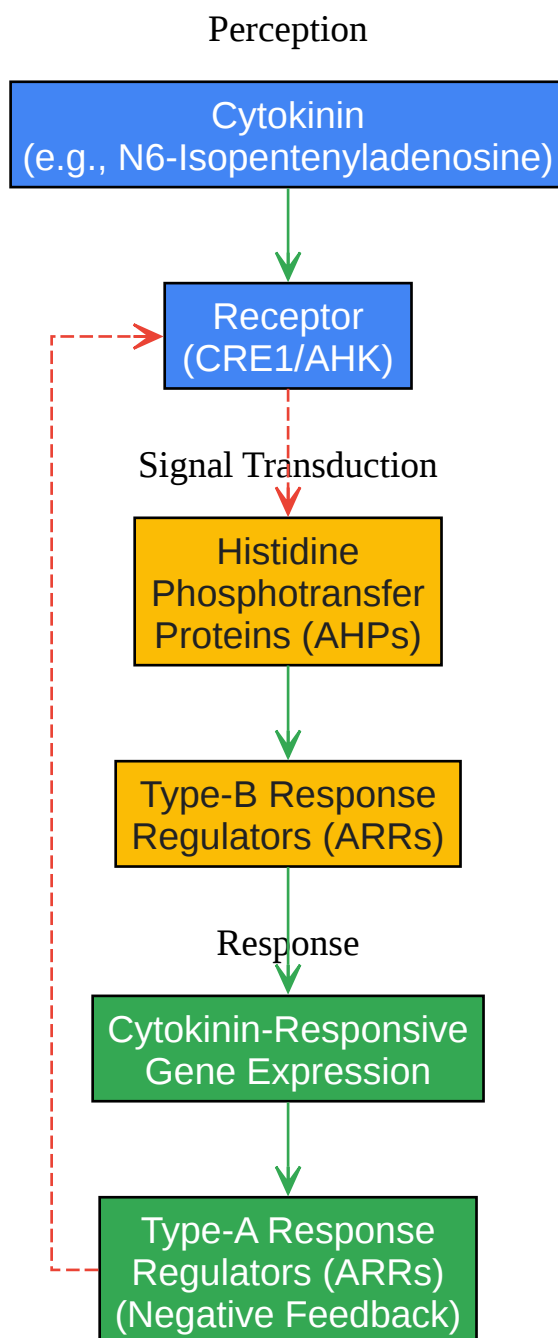 Perception
Cytokinin
(e.g., N6-Isopentenyladenosine)
Receptor
(CRE1/AHK)
Signal Transduction
Histidine
Phosphotransfer
Proteins (AHPs)
Type-B Response
Regulators (ARRs)
Response
Cytokinin-Responsive
Gene Expression
Type-A Response
Regulators (ARRs)
(Negative Feedback)